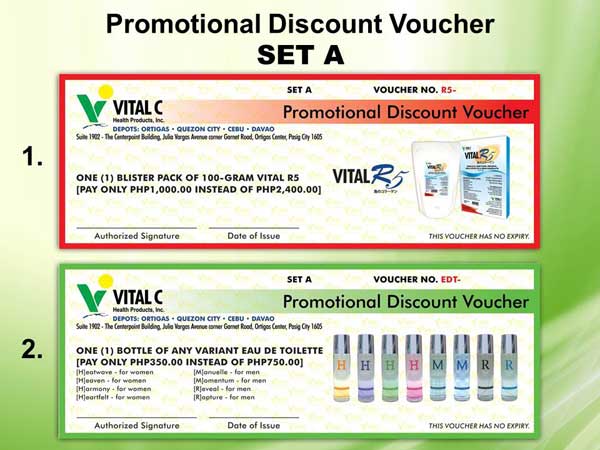 Promotional Discount Voucher
SET A
1.
SET A VOUCHER NO. R5-
VITAL C
Health Products, Inc.
Promotional Discount Voucher
DEPOTS: ORTIGAS • QUEZON CITY • CEBU • DAVAO
Suite 1902 - The Centerpoint Building, Julia Vargas Avenue corner Garnet Road, Ortigas Center, Pasig City 1605
ONE (1) BLISTER PACK OF 100-GRAM VITAL R5
[PAY ONLY PHP1,000.00 INSTEAD OF PHP2,400.00]
VITAL R5
Authorized Signature Date of Issue
THIS VOUCHER HAS NO EXPIRY.
2.
SET A VOUCHER NO. EDT-
VITAL C
Health Products, Inc.
Promotional Discount Voucher
DEPOTS: ORTIGAS • QUEZON CITY • CEBU • DAVAO
Suite 1902 - The Centerpoint Building, Julia Vargas Avenue corner Garnet Road, Ortigas Center, Pasig City 1605
ONE (1) BOTTLE OF ANY VARIANT EAU DE TOILETTE
[PAY ONLY PHP350.00 INSTEAD OF PHP750.00]
[H]eatwave - for women [M]anuelle - for men
[H]eaven - for women [M]omentum - for men
[H]ormony - for women [R]eveal - for men
[H]eartfelt - for women [R]apture - for men
H H H H M M R R
Authorized Signature Date of Issue
THIS VOUCHER HAS NO EXPIRY.